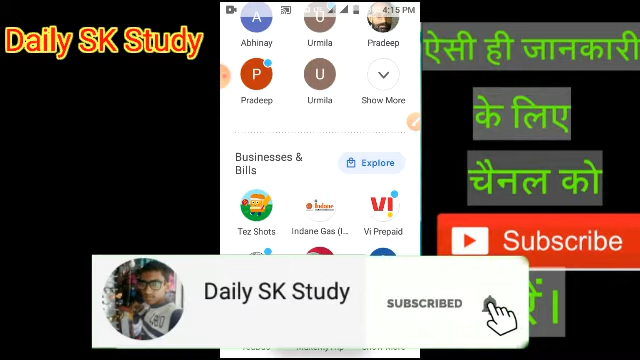 Daily SK Study
4:15 PM
Abhinay
Urmila
Pradeep
P
U
Pradeep
Urmila
Show More
Businesses &
Bills
Explore
Tez Shots
Indane Gas (I...
Vi Prepaid
ऐसी ही जानकारी
के लिए
चैनल को
Subscribe
Daily SK Study
SUBSCRIBED